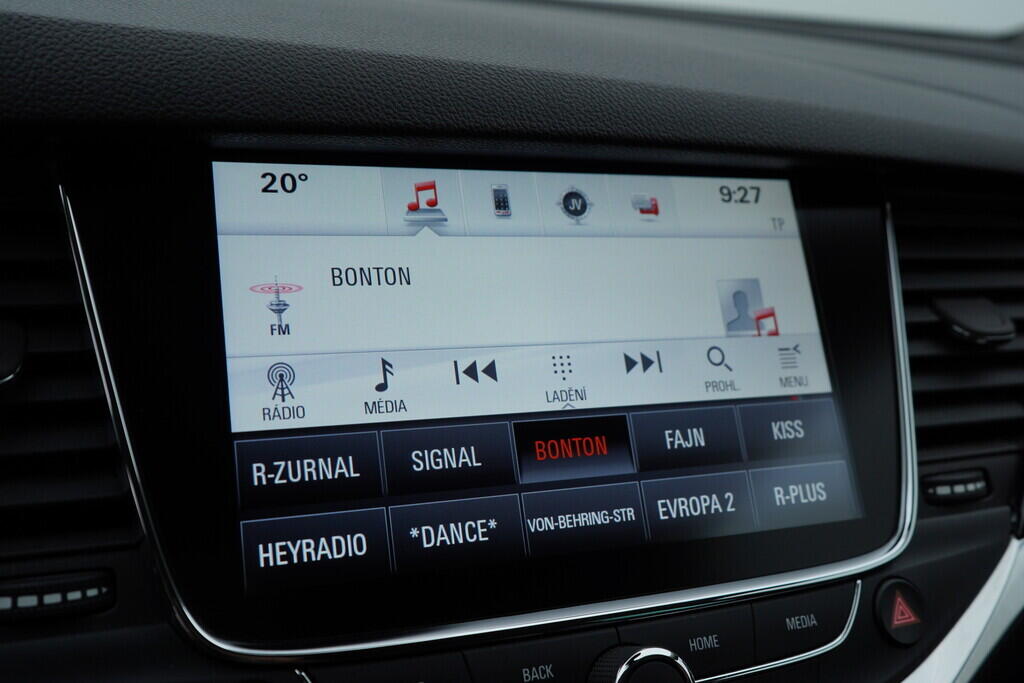 20° 9:27
JV
TP
BONTON
FM
RÁDIO MÉDIA LADĚNÍ PROHL. MENU
R-ZURNAL SIGNAL BONTON FAJN KISS
HEYRADIO *DANCE* VON-BEHRING-STR EVROPA 2 R-PLUS
BACK HOME MEDIA